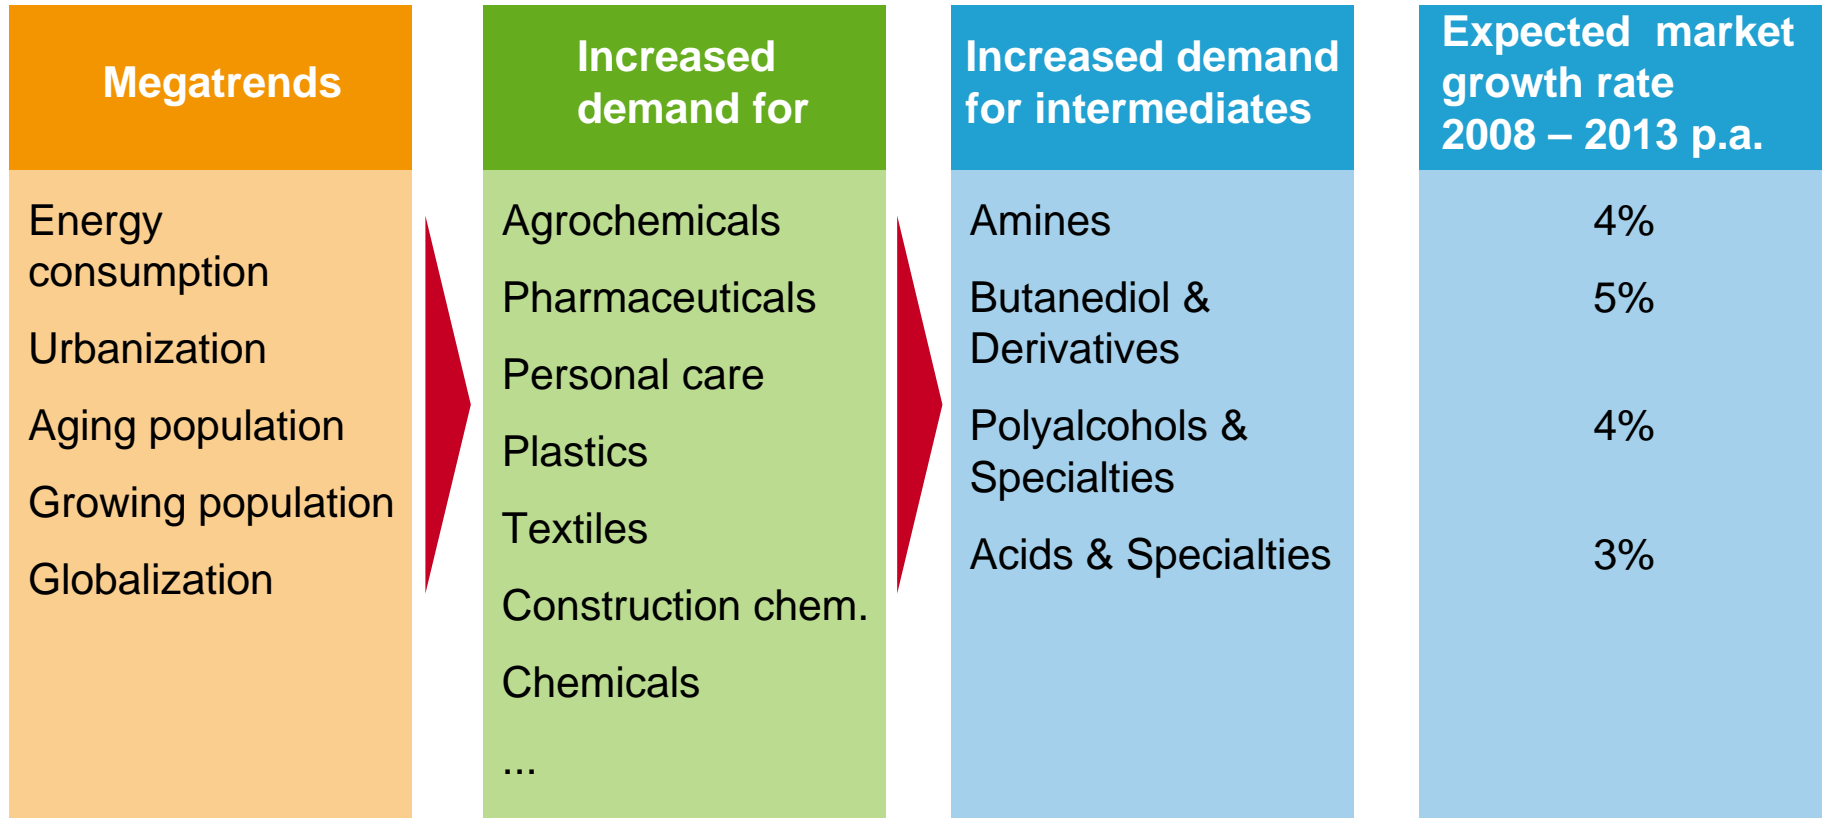 Megatrends
Energy
consumption
Urbanization
Aging population
Growing population
Globalization
Increased
demand for
Agrochemicals
Pharmaceuticals
Personal care
Plastics
Textiles
Construction chem.
Chemicals
...
Increased demand
for intermediates
Amines
Butanediol &
Derivatives
Polyalcohols &
Specialties
Acids & Specialties
Expected market
growth rate
2008 – 2013 p.a.
4%
5%
4%
3%